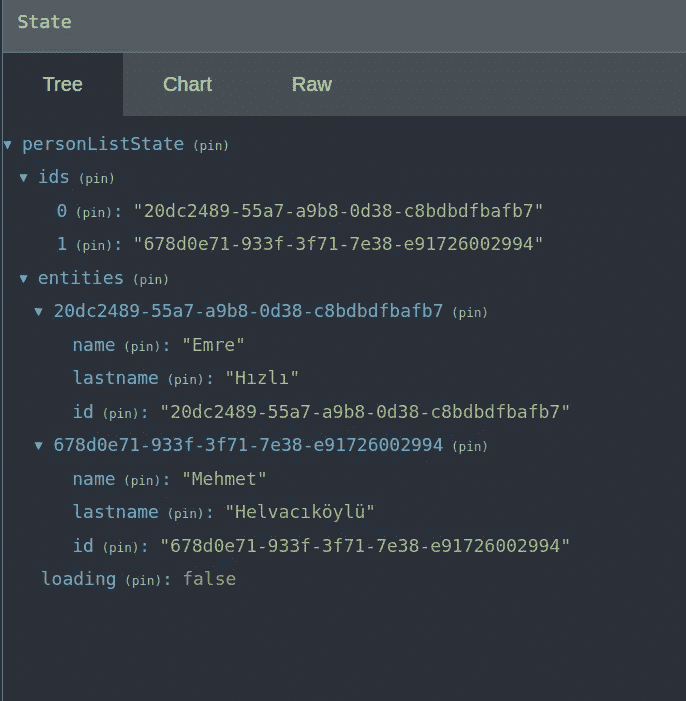 State
Tree Chart Raw
▼ personListState (pin)
▼ ids (pin)
0 (pin): "20dc2489-55a7-a9b8-0d38-c8bdbdfbafb7"
1 (pin): "678d0e71-933f-3f71-7e38-e91726002994"
▼ entities (pin)
▼ 20dc2489-55a7-a9b8-0d38-c8bdbdfbafb7 (pin)
name (pin): "Emre"
lastname (pin): "Hızlı"
id (pin): "20dc2489-55a7-a9b8-0d38-c8bdbdfbafb7"
▼ 678d0e71-933f-3f71-7e38-e91726002994 (pin)
name (pin): "Mehmet"
lastname (pin): "Helvacıköylü"
id (pin): "678d0e71-933f-3f71-7e38-e91726002994"
loading (pin): false